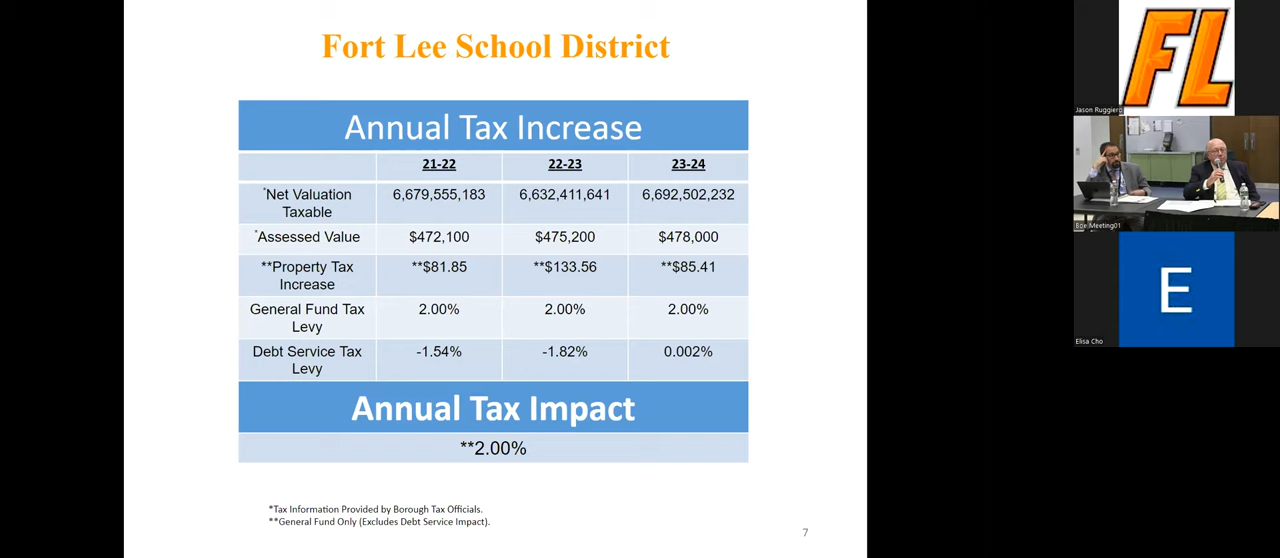 Fort Lee School District
Annual Tax Increase
21-22 22-23 23-24
*Net Valuation Taxable 6,679,555,183 6,632,411,641 6,692,502,232
*Assessed Value $472,100 $475,200 $478,000
**Property Tax Increase **$81.85 **$133.56 **$85.41
General Fund Tax Levy 2.00% 2.00% 2.00%
Debt Service Tax Levy -1.54% -1.82% 0.002%
Annual Tax Impact
**2.00%
*Tax Information Provided by Borough Tax Officials.
**General Fund Only (Excludes Debt Service Impact).
7
FL
Jason Ruggiero
Boe Meeting01
E
Elisa Cho